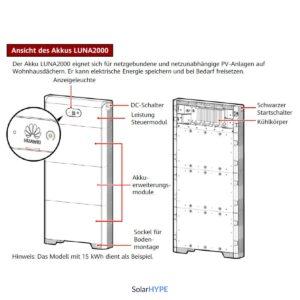 Ansicht des Akkus LUNA2000
Der Akku LUNA2000 eignet sich für netzgebundene und netzunabhängige PV-Anlagen auf
Wohnhausdächern. Er kann elektrische Energie speichern und bei Bedarf freisetzen.
Anzeigeleuchte
DC-Schalter
Leistung
Steuermodul
Schwarzer
Startschalter
Kühlkörper
HUAWEI
Akku-
erweiterungs-
module
Sockel für
Boden-
montage
Hinweis: Das Modell mit 15 kWh dient als Beispiel.
SolarHYPE